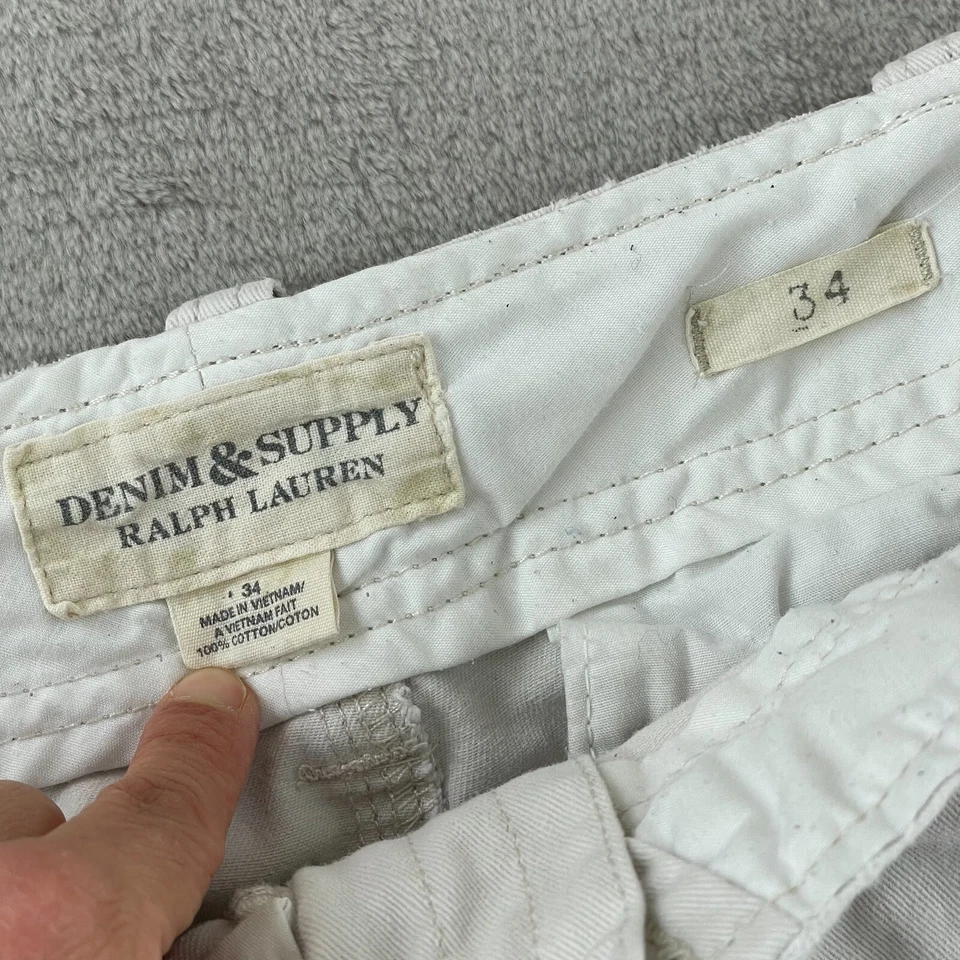 DENIM & SUPPLY
RALPH LAUREN
34
MADE IN VIETNAM/
A VIETNAM FAIT
100% COTTON/COTON
34